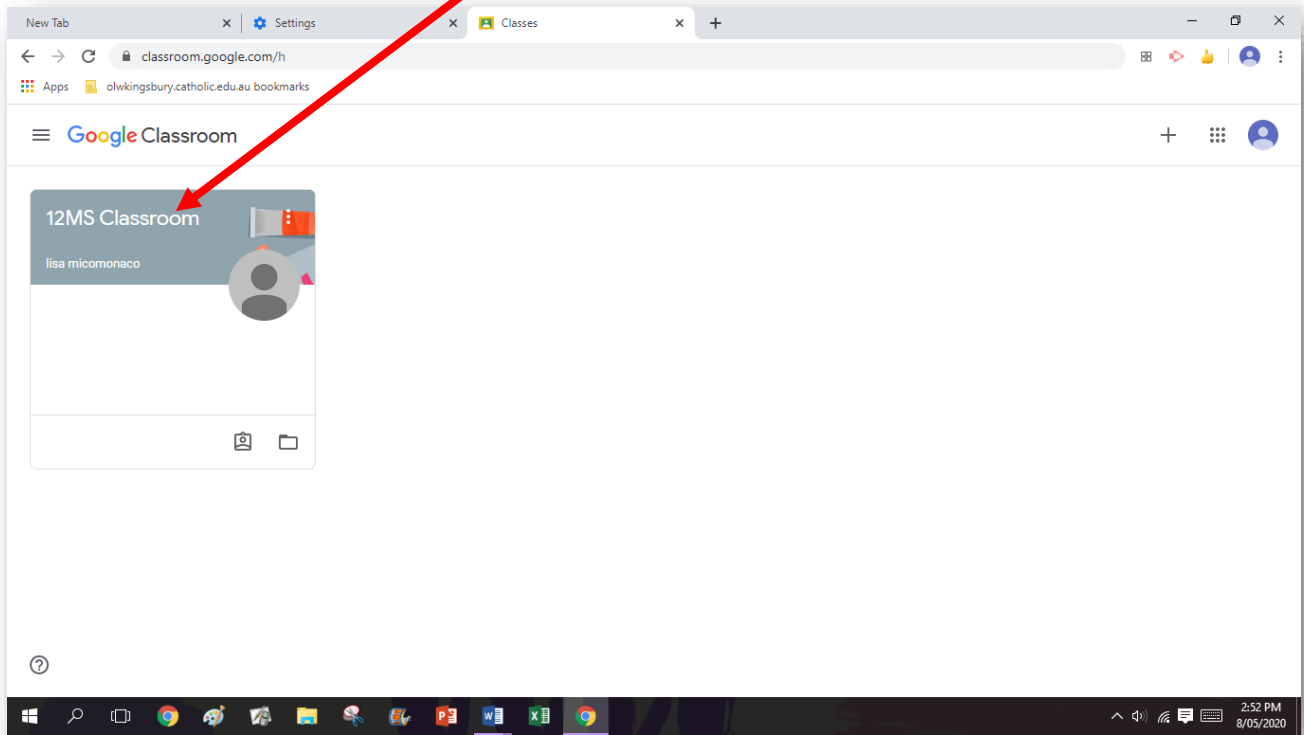 New Tab
Settings
Classes
classroom.google.com/h
Apps
olwkingsbury.catholic.edu.au bookmarks
Google Classroom
12MS Classroom
lisa micomonaco
2:52 PM
8/05/2020